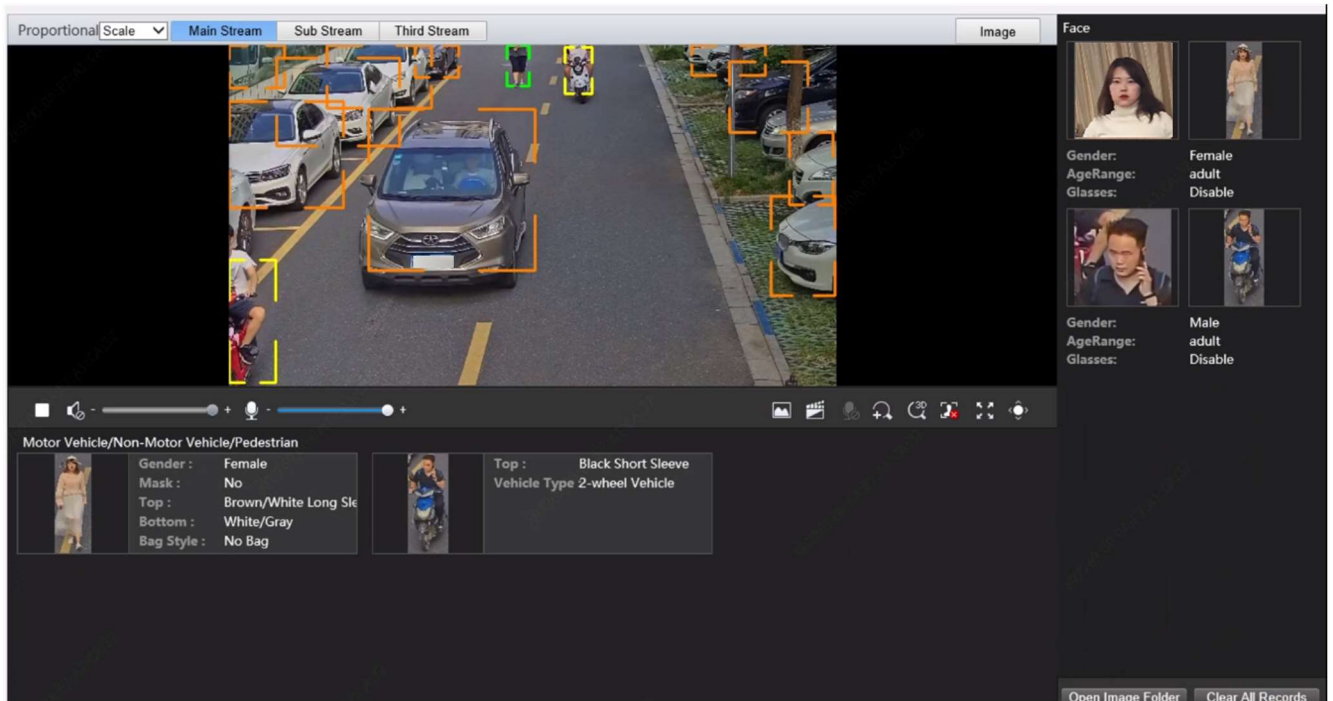 Proportional Scale Main Stream Sub Stream Third Stream Image
Face
Gender: Female
AgeRange: adult
Glasses: Disable
Gender: Male
AgeRange: adult
Glasses: Disable
- + - +
3D
Motor Vehicle/Non-Motor Vehicle/Pedestrian
Gender : Female
Mask : No
Top : Brown/White Long Sle
Bottom : White/Gray
Bag Style : No Bag
Top : Black Short Sleeve
Vehicle Type 2-wheel Vehicle
Open Image Folder Clear All Records